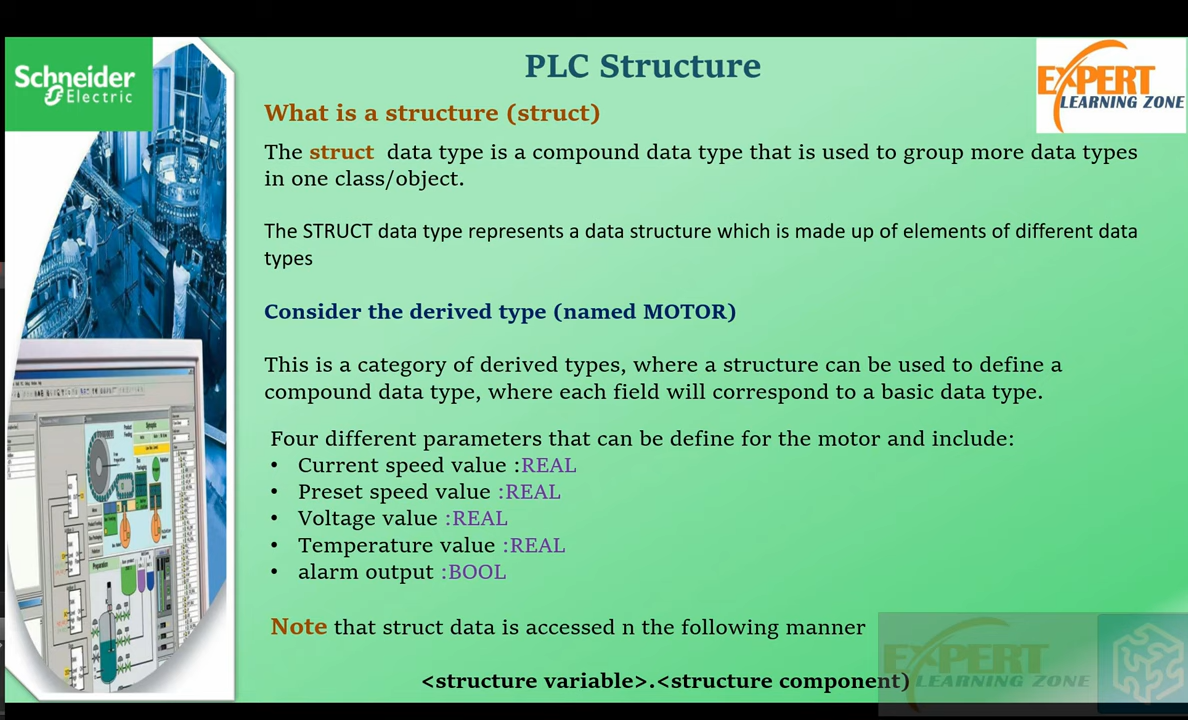 Schneider
Electric
PLC Structure
EXPERT
LEARNING ZONE
What is a structure (struct)
The struct data type is a compound data type that is used to group more data types
in one class/object.
The STRUCT data type represents a data structure which is made up of elements of different data
types
Consider the derived type (named MOTOR)
This is a category of derived types, where a structure can be used to define a
compound data type, where each field will correspond to a basic data type.
Four different parameters that can be define for the motor and include:
• Current speed value :REAL
• Preset speed value :REAL
• Voltage value :REAL
• Temperature value :REAL
• alarm output :BOOL
Note that struct data is accessed n the following manner
<structure variable>.<structure component)
EXPERT
LEARNING ZONE